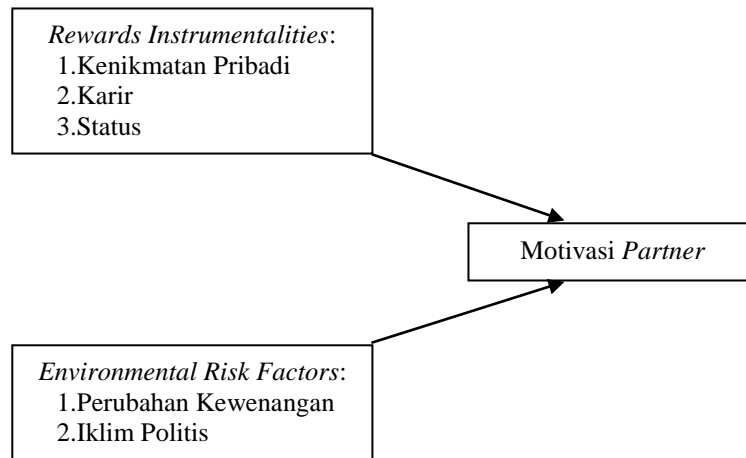 Rewards Instrumentalities:
1.Kenikmatan Pribadi
2.Karir
3.Status
Motivasi Partner
Environmental Risk Factors:
1.Perubahan Kewenangan
2.Iklim Politis